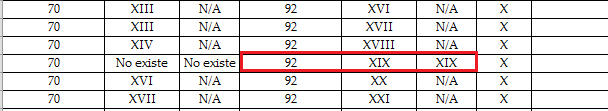 70 XIII N/A 92 XVI N/A X
70 XIII N/A 92 XVII N/A X
70 XIV N/A 92 XVIII N/A X
70 No existe No existe 92 XIX XIX X
70 XVI N/A 92 XX N/A X
70 XVII N/A 92 XXI N/A X